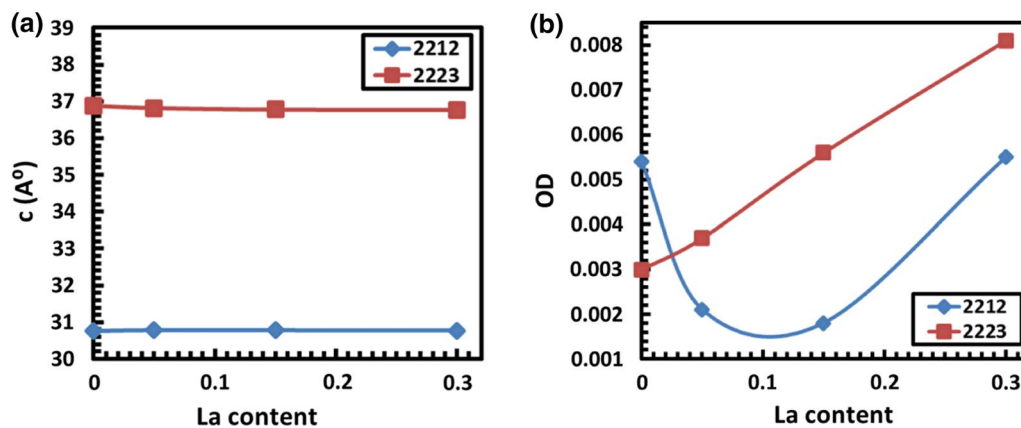 (a)
39
38
37
36
35
34
33
32
31
30
c (A⁰)
2212
2223
0 0.1 0.2 0.3
La content
(b)
0.008
0.007
0.006
0.005
0.004
0.003
0.002
0.001
OD
2212
2223
0 0.1 0.2 0.3
La content